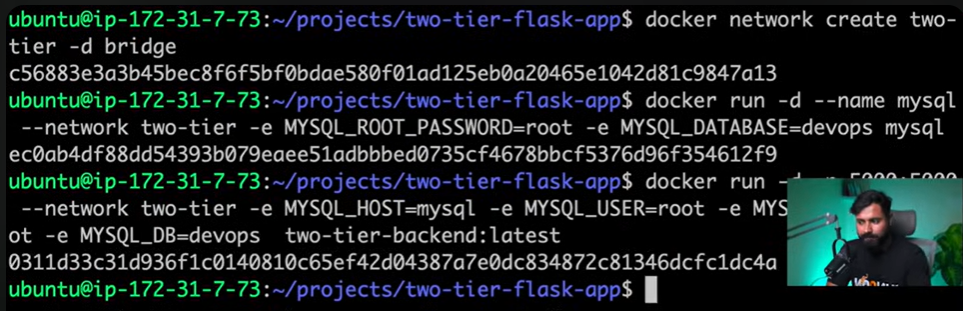 ubuntu@ip-172-31-7-73:~/projects/two-tier-flask-app$ docker network create two-
tier -d bridge
c56883e3a3b45bec8f6f5bf0bdae580f01ad125eb0a20465e1042d81c9847a13
ubuntu@ip-172-31-7-73:~/projects/two-tier-flask-app$ docker run -d --name mysql
--network two-tier -e MYSQL_ROOT_PASSWORD=root -e MYSQL_DATABASE=devops mysql
ec0ab4df88dd54393b079eaee51adbbbed0735cf4678bbcf5376d96f354612f9
ubuntu@ip-172-31-7-73:~/projects/two-tier-flask-app$ docker run -d -p 5000:5000
--network two-tier -e MYSQL_HOST=mysql -e MYSQL_USER=root -e MYS
ot -e MYSQL_DB=devops two-tier-backend:latest
0311d33c31d936f1c0140810c65ef42d04387a7e0dc834872c81346dcfc1dc4a
ubuntu@ip-172-31-7-73:~/projects/two-tier-flask-app$